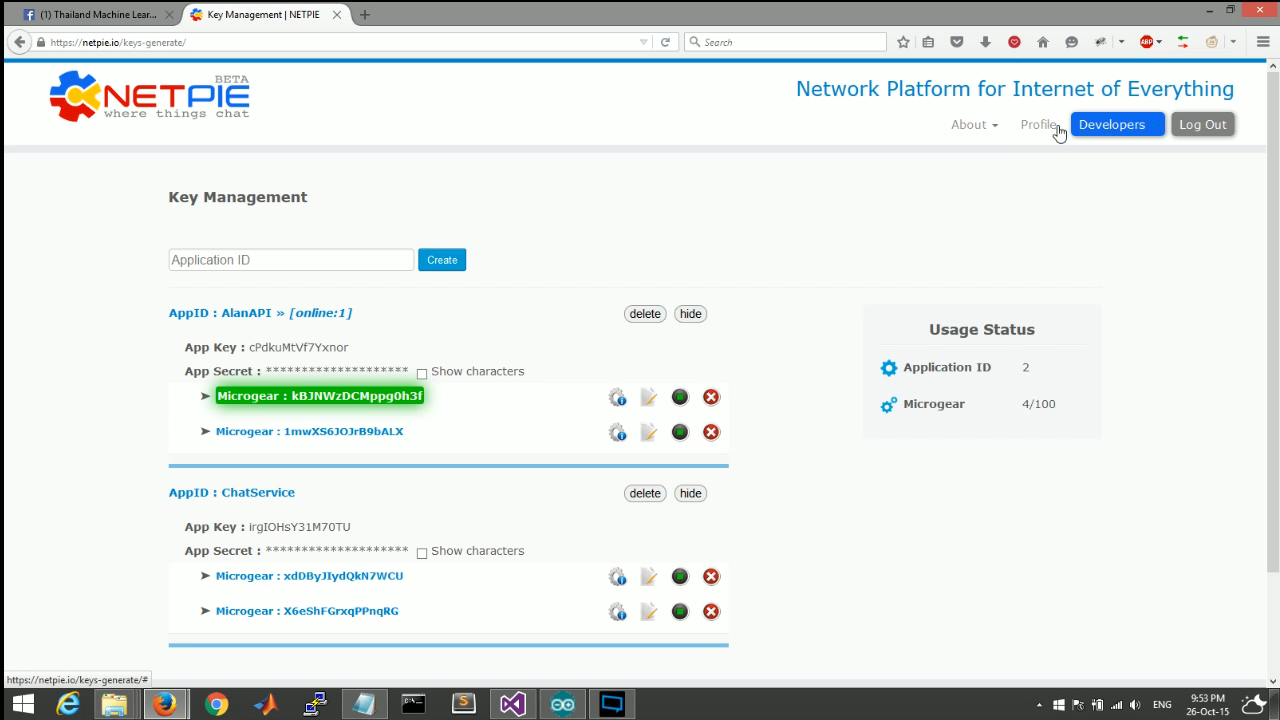 (1) Thailand Machine Lear...
Key Management | NETPIE
https://netpie.io/keys-generate/
Search
BETA
NETPIE
where things chat
Network Platform for Internet of Everything
About
Profile
Developers
Log Out
Key Management
Application ID
Create
AppID : AlanAPI » [online:1]
delete
hide
App Key : cPdkuMtVf7Yxnor
App Secret : ********************
Show characters
Microgear : kBJNWzDCMppg0h3f
Microgear : 1mwXS6JOJrB9bALX
AppID : ChatService
delete
hide
App Key : irgIOHsY31M70TU
App Secret : ********************
Show characters
Microgear : xdDByJIydQkN7WCU
Microgear : X6eShFGrxqPPnqRG
Usage Status
Application ID 2
Microgear 4/100
https://netpie.io/keys-generate/#
ENG
9:53 PM
26-Oct-15